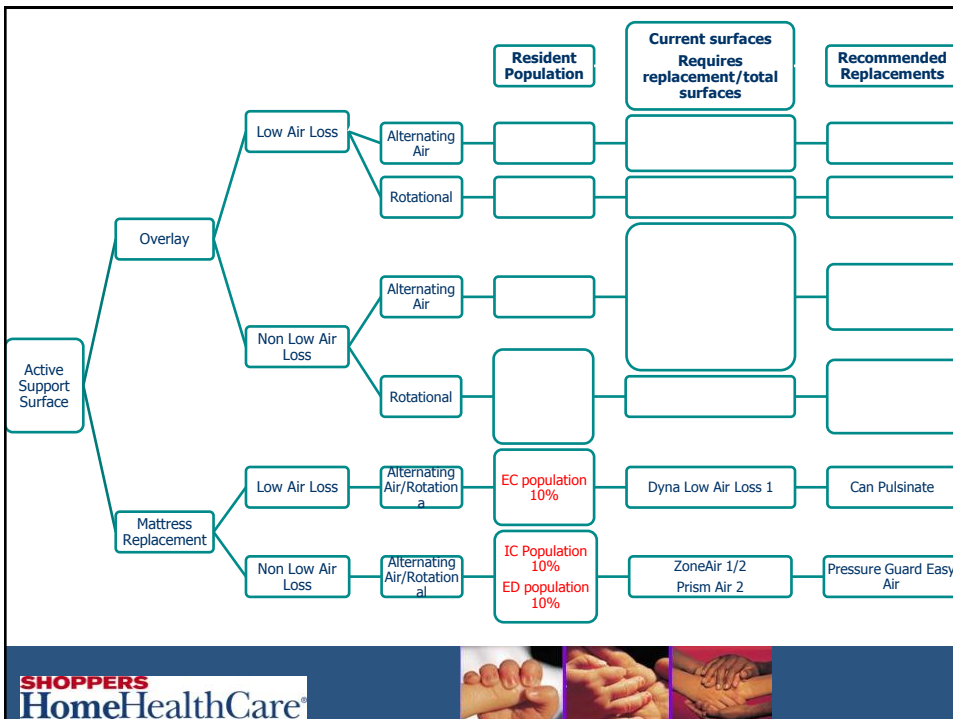 Resident
Population
Current surfaces
Requires
replacement/total
surfaces
Recommended
Replacements
Low Air Loss
Alternating
Air
Rotational
Overlay
Alternating
Air
Non Low Air
Loss
Rotational
Active
Support
Surface
Low Air Loss
Alternating
Air/Rotation
a
EC population
10%
Dyna Low Air Loss 1
Can Pulsinate
Mattress
Replacement
Non Low Air
Loss
Alternating
Air/Rotation
al
IC Population
10%
ED population
10%
ZoneAir 1/2
Prism Air 2
Pressure Guard Easy
Air
SHOPPERS
HomeHealthCare®